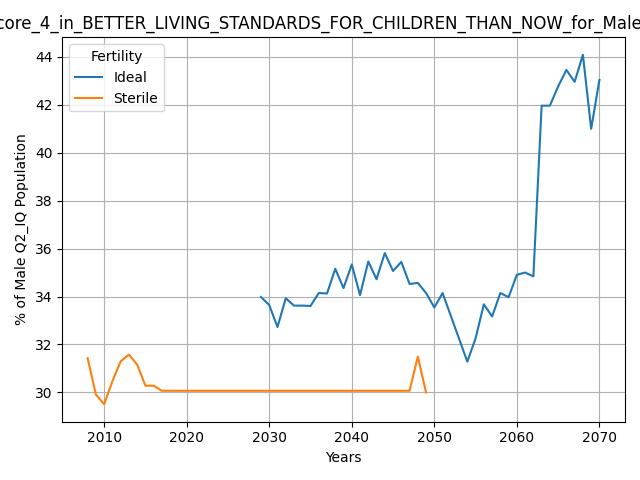 core_4_in_BETTER_LIVING_STANDARDS_FOR_CHILDREN_THAN_NOW_for_Male
Fertility
Ideal
Sterile
44
42
40
38
36
34
32
30
% of Male Q2_IQ Population
2010 2020 2030 2040 2050 2060 2070
Years